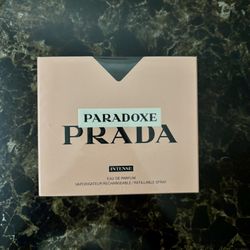 PARADOXE
PRADA
INTENSE
EAU DE PARFUM
VAPORISATEUR RECHARGEABLE / REFILLABLE SPRAY